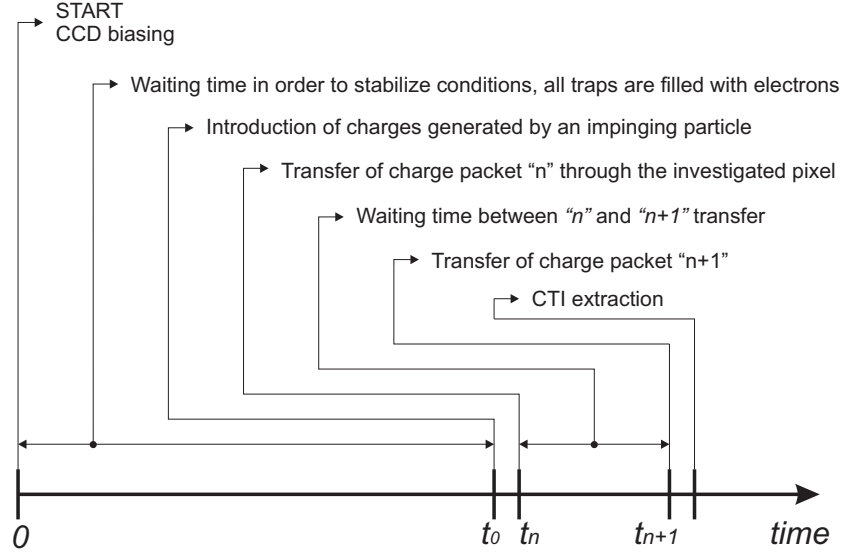 START
CCD biasing
Waiting time in order to stabilize conditions, all traps are filled with electrons
Introduction of charges generated by an impinging particle
Transfer of charge packet “n” through the investigated pixel
Waiting time between “n” and “n+1” transfer
Transfer of charge packet “n+1”
CTI extraction
0 t0 tn tn+1 time